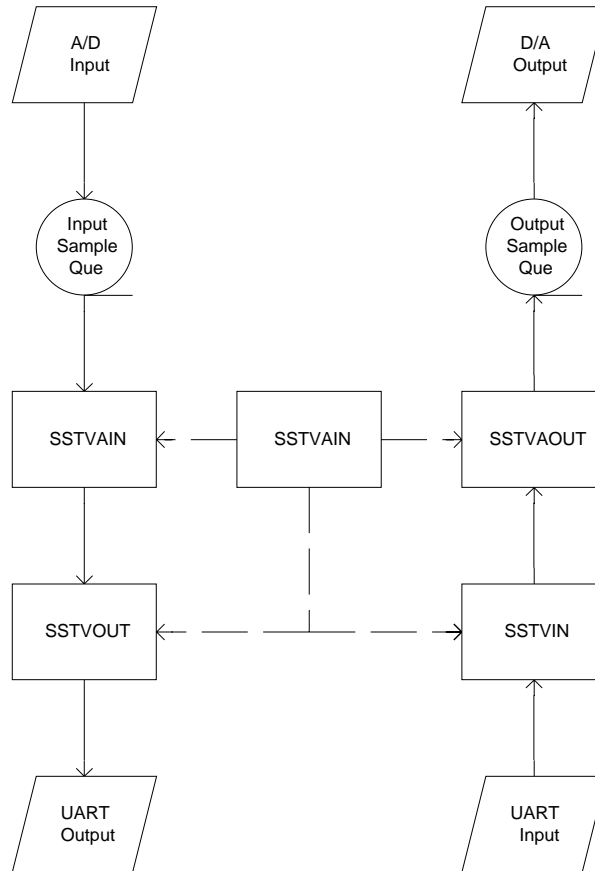 A/D
Input
D/A
Output
Input
Sample
Que
Output
Sample
Que
SSTVAIN
SSTVAIN
SSTVAOUT
SSTVOUT
SSTVIN
UART
Output
UART
Input